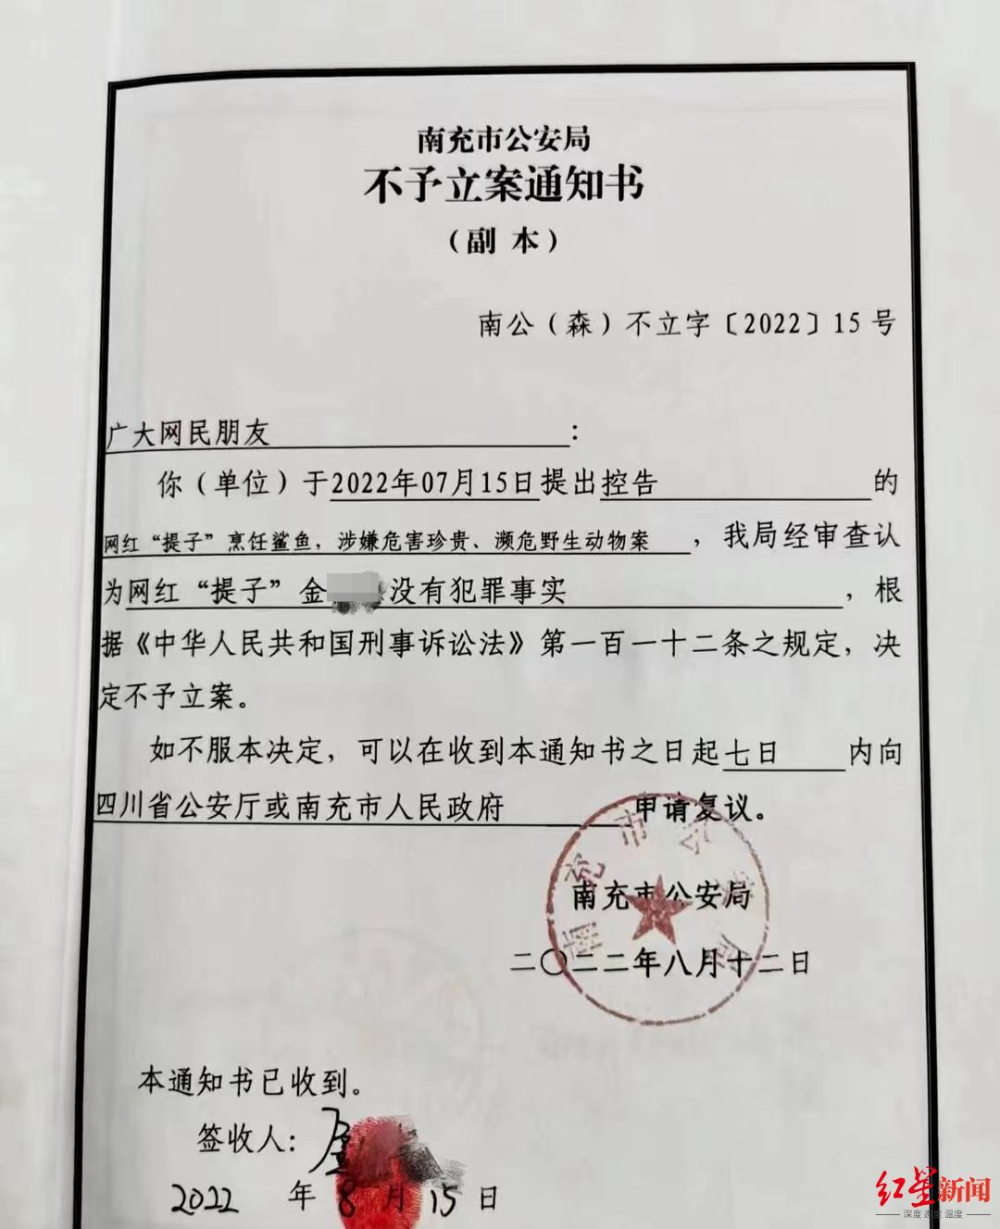 南充市公安局
不予立案通知书
（副 本）
南公（森）不立字〔2022〕15号
广大网民朋友：
你（单位）于2022年07月15日提出控告的
网红“提子”烹饪鲨鱼，涉嫌危害珍贵、濒危野生动物案，我局经审查认
为网红“提子”金 没有犯罪事实，根
据《中华人民共和国刑事诉讼法》第一百一十二条之规定，决
定不予立案。
如不服本决定，可以在收到本通知书之日起七日内向
四川省公安厅或南充市人民政府申请复议。
南充市公安局
南充市公安局
二〇二二年八月十二日
本通知书已收到。
签收人：
2022 年 8 月 15 日
红星新闻
深度 态度 温度